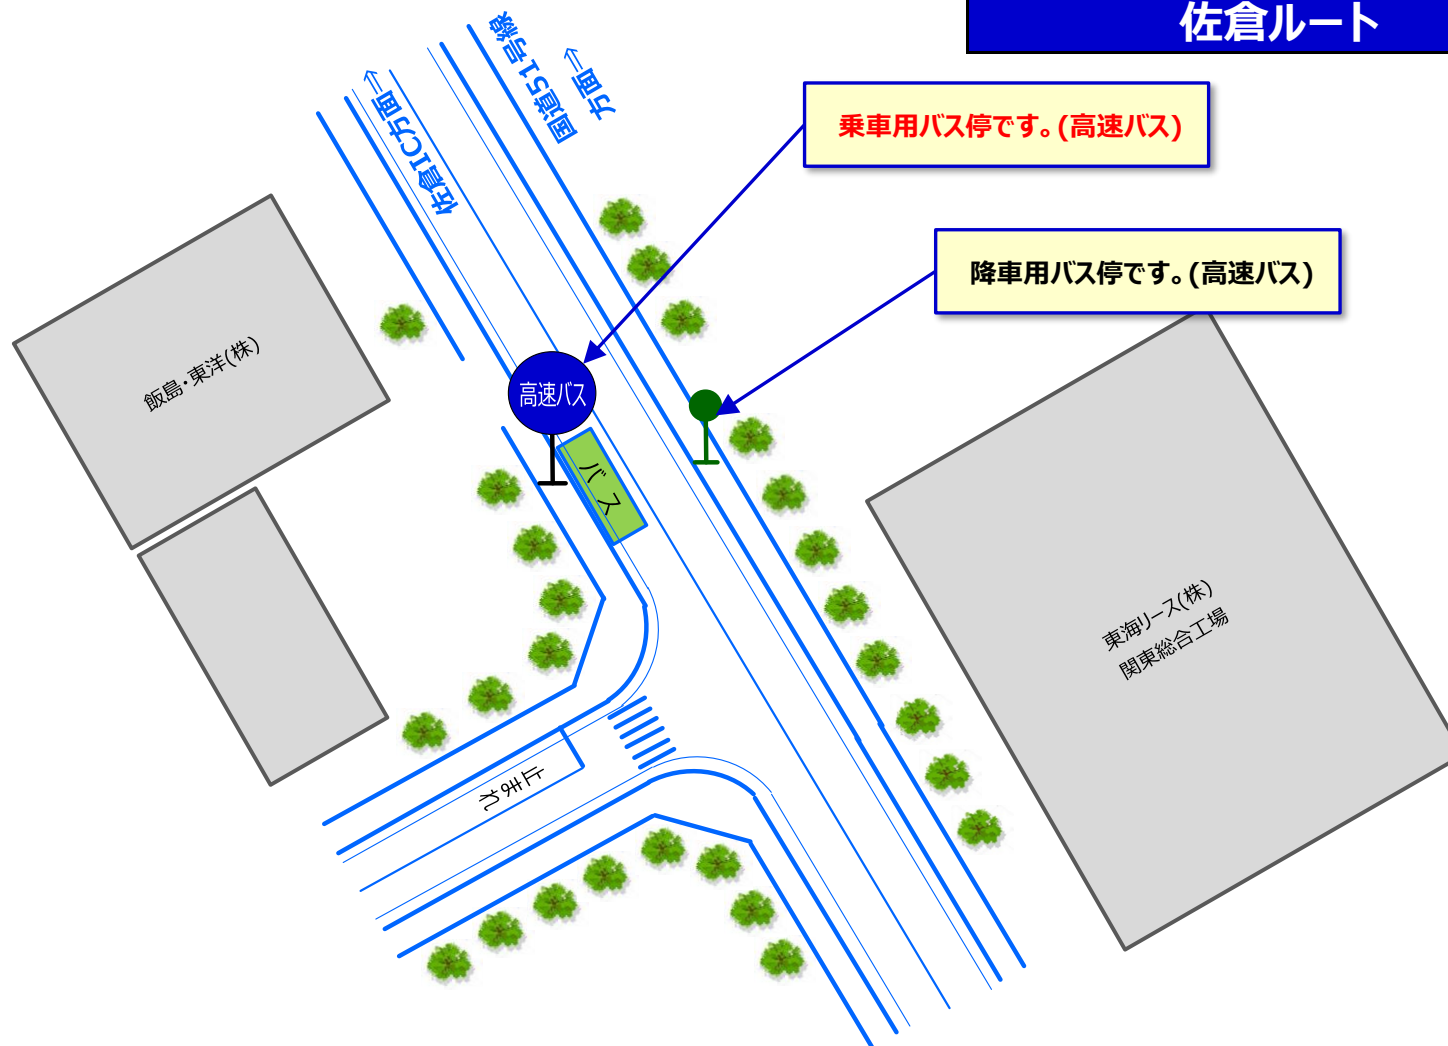 佐倉ルート
国道51号線
方面⇒
佐倉IC方面⇒
乗車用バス停です。(高速バス)
降車用バス停です。(高速バス)
飯島・東洋(株)
高速バス
バス
東海リース(株)
関東総合工場
止まれ